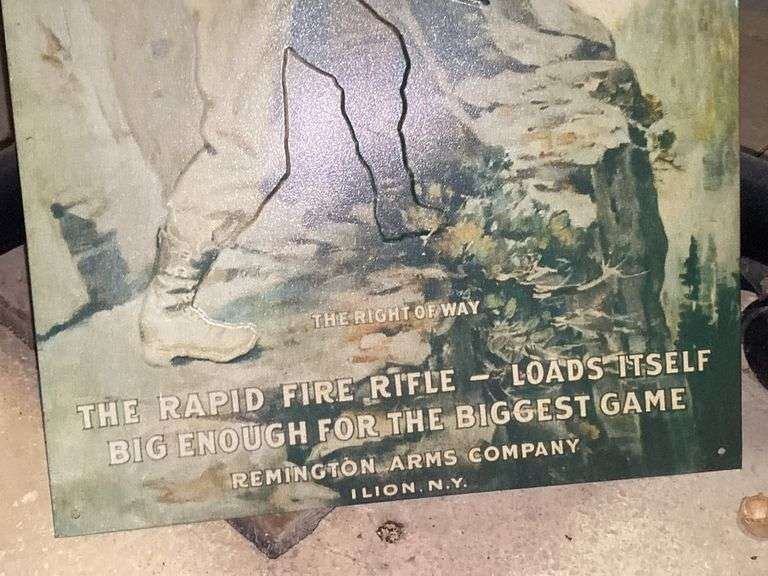 THE RIGHT OF WAY
THE RAPID FIRE RIFLE – LOADS ITSELF
BIG ENOUGH FOR THE BIGGEST GAME
REMINGTON ARMS COMPANY
ILION, N.Y.